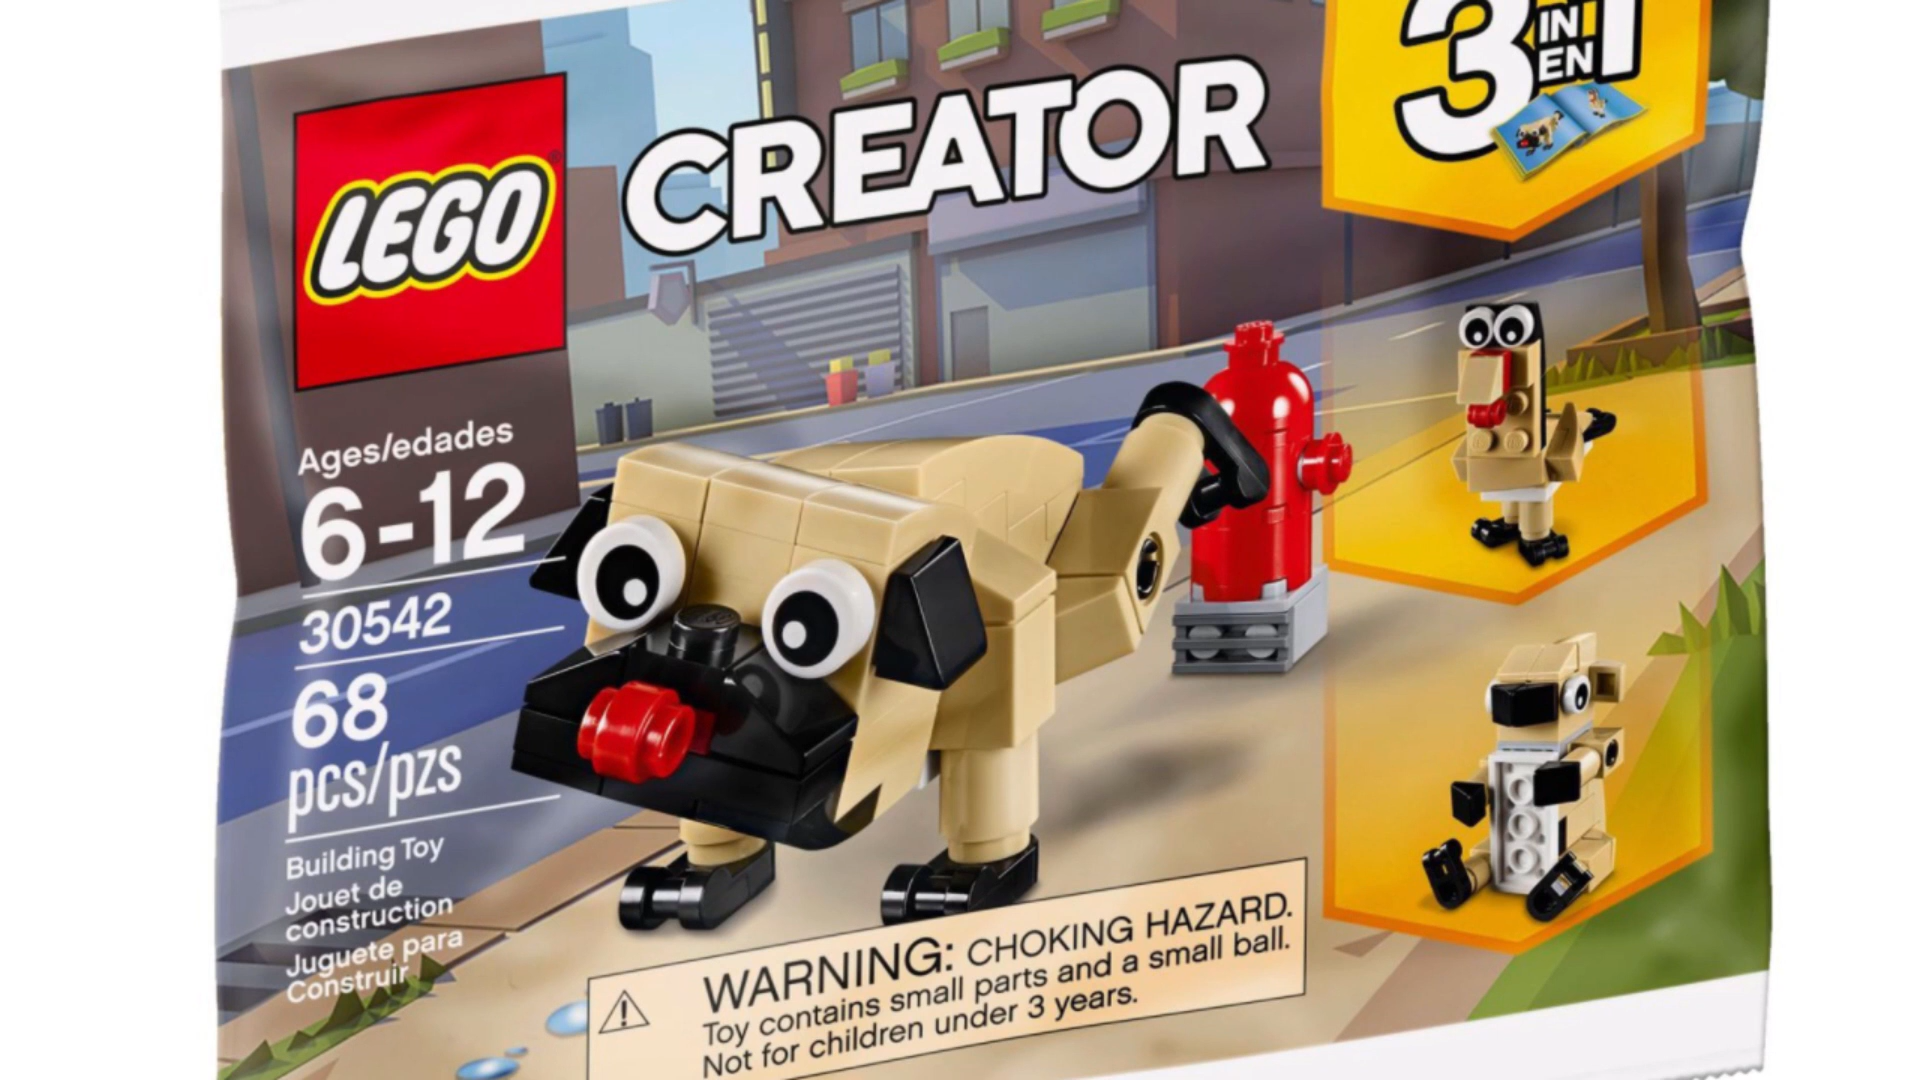 LEGO
CREATOR
3 IN 1
EN
Ages/edades
6-12
30542
68
pcs/pzs
Building Toy
Jouet de
construction
Juguete para
Construir
WARNING: CHOKING HAZARD.
Toy contains small parts and a small ball.
Not for children under 3 years.